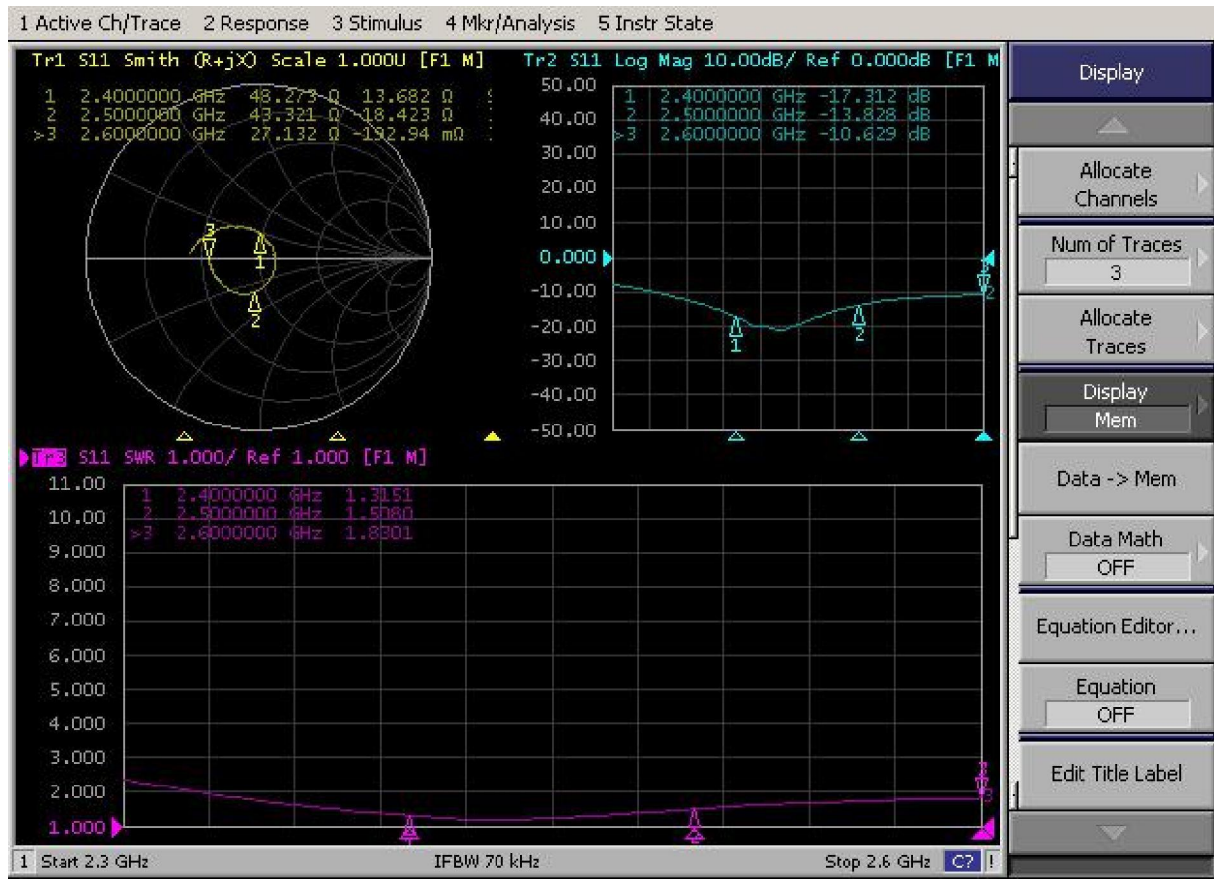 1 Active Ch/Trace 2 Response 3 Stimulus 4 Mkr/Analysis 5 Instr State
Tr1 S11 Smith (R+jX) Scale 1.000U [F1 M]
1 2.4000000 GHz 48.273 Ω 13.682 Ω
2 2.5000000 GHz 43.321 Ω 18.423 Ω
>3 2.6000000 GHz 27.132 Ω -192.94 mΩ
3
1
2
Tr2 S11 Log Mag 10.00dB/ Ref 0.000dB [F1 M
50.00
1 2.4000000 GHz -17.312 dB
2 2.5000000 GHz -13.828 dB
40.00
>3 2.6000000 GHz -10.629 dB
30.00
20.00
10.00
0.000
-10.00
-20.00
-30.00
-40.00
-50.00
1
2
3
2
Tr3 S11 SWR 1.000/ Ref 1.000 [F1 M]
11.00
1 2.4000000 GHz 1.3151
2 2.5000000 GHz 1.5080
10.00
>3 2.6000000 GHz 1.8301
9.000
8.000
7.000
6.000
5.000
4.000
3.000
2.000
1.000
3
1 Start 2.3 GHz IFBW 70 kHz Stop 2.6 GHz C? !
Display
Allocate
Channels
Num of Traces
3
Allocate
Traces
Display
Mem
Data -> Mem
Data Math
OFF
Equation Editor...
Equation
OFF
Edit Title Label